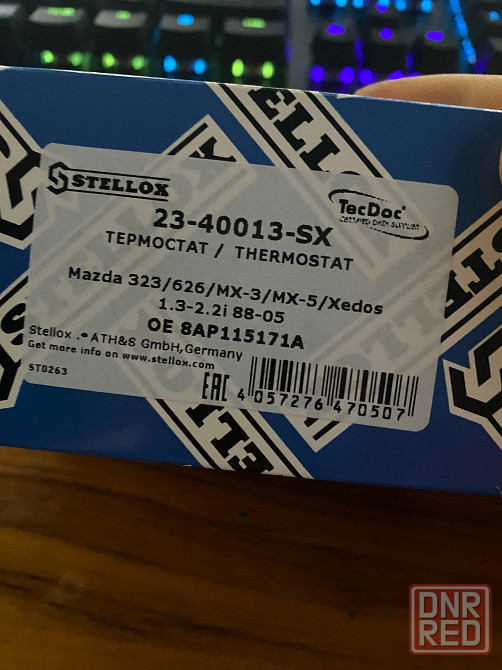 STELLOX
TecDoc
CERTIFIED DATA SUPPLIER
23-40013-SX
ТЕРМОСТАТ / THERMOSTAT
Mazda 323/626/MX-3/MX-5/Xedos
1.3-2.2i 88-05
OE 8AP115171A
Stellox . ATH&S GmbH,Germany
Get more info on www.stellox.com
ST0263
EAC
4 057276 470507
DNR
RED